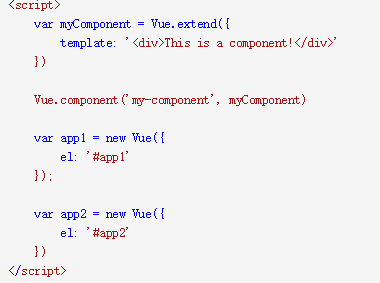 <script>
var myComponent = Vue.extend({
template: '<div>This is a component!</div>'
})
Vue.component('my-component', myComponent)
var app1 = new Vue({
el: '#app1'
});
var app2 = new Vue({
el: '#app2'
})
</script>